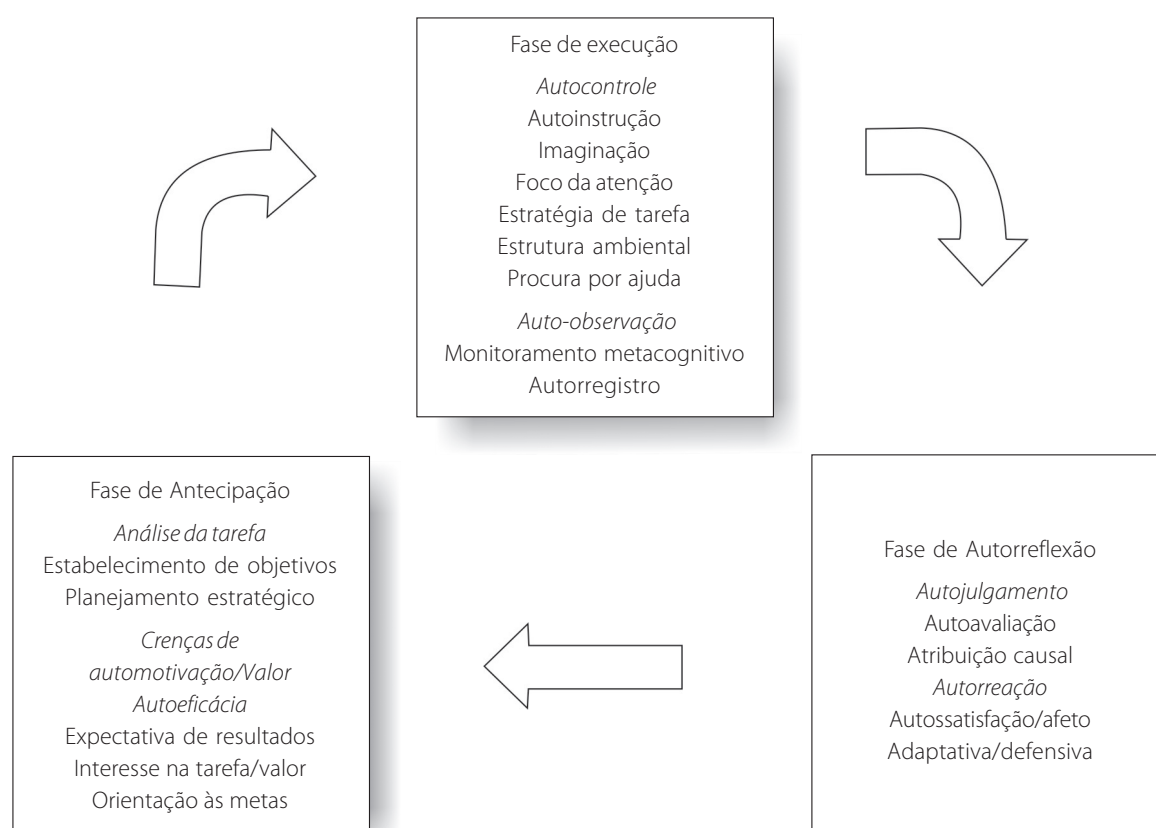 Fase de execução
Autocontrole
Autoinstrução
Imaginação
Foco da atenção
Estratégia de tarefa
Estrutura ambiental
Procura por ajuda
Auto-observação
Monitoramento metacognitivo
Autorregistro
Fase de Antecipação
Análise da tarefa
Estabelecimento de objetivos
Planejamento estratégico
Crenças de
automotivação/Valor
Autoeficácia
Expectativa de resultados
Interesse na tarefa/valor
Orientação às metas
Fase de Autorreflexão
Autojulgamento
Autoavaliação
Atribuição causal
Autorreação
Autossatisfação/afeto
Adaptativa/defensiva